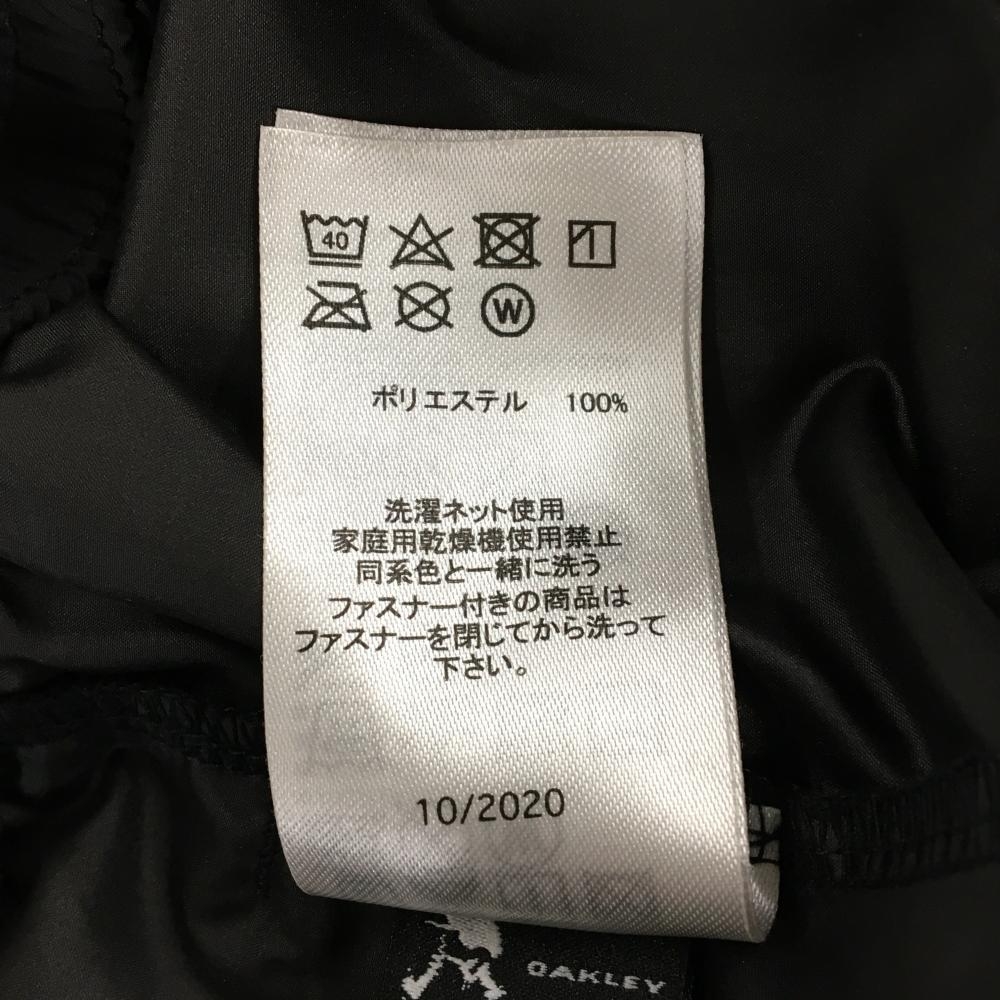 40
W
ポリエステル 100%
洗濯ネット使用
家庭用乾燥機使用禁止
同系色と一緒に洗う
ファスナー付きの商品は
ファスナーを閉じてから洗って
下さい。
10/2020
OAKLEY